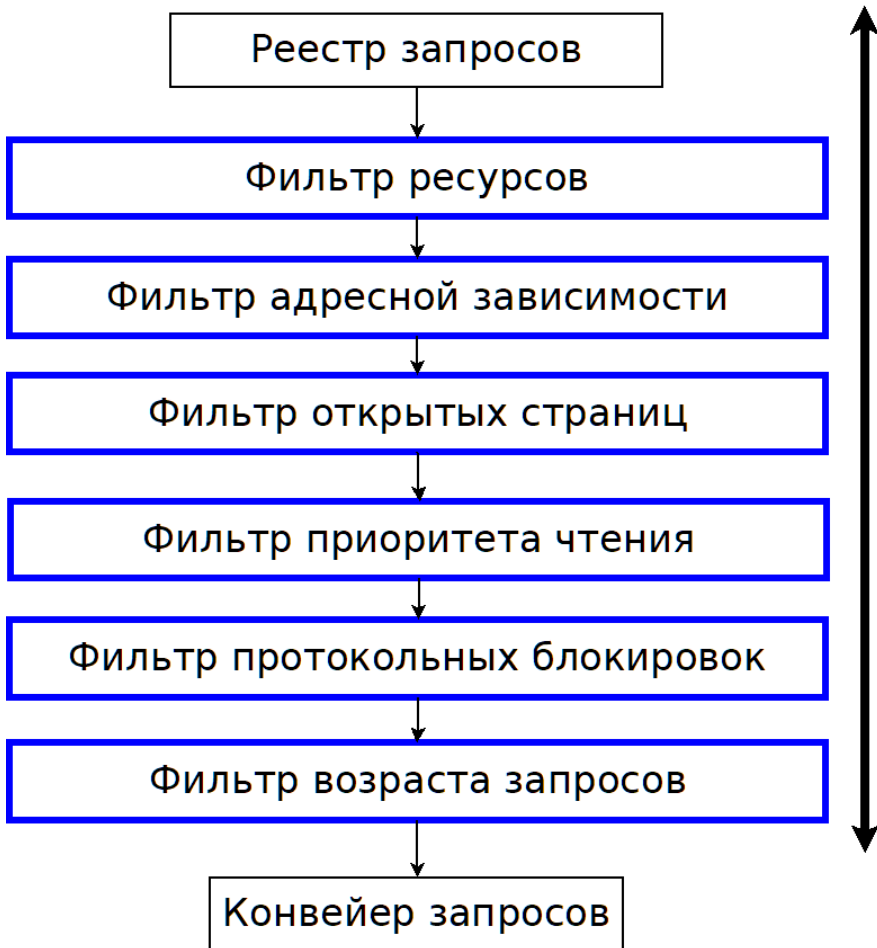 Реестр запросов
Фильтр ресурсов
Фильтр адресной зависимости
Фильтр открытых страниц
Фильтр приоритета чтения
Фильтр протокольных блокировок
Фильтр возраста запросов
Конвейер запросов